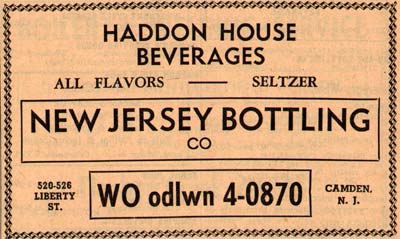 HADDON HOUSE
BEVERAGES
ALL FLAVORS — SELTZER
NEW JERSEY BOTTLING
CO
520-526
LIBERTY
ST.
WO odlwn 4-0870
CAMDEN,
N. J.